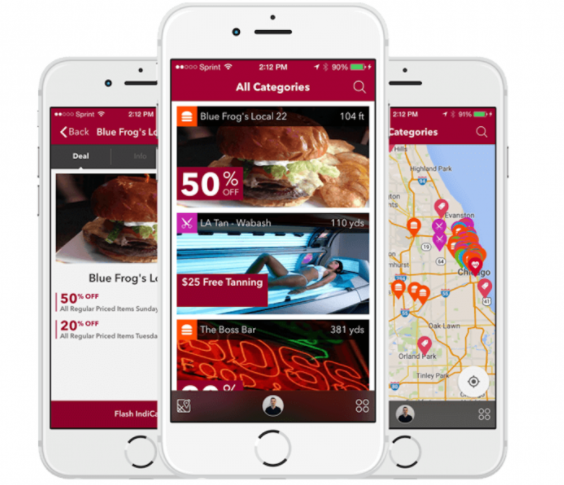 Sprint 2:12 PM
Back Blue Frog's Lo
Deal Info
Blue Frog's Lo
50% OFF
All Regular Priced Items Sunday
20% OFF
All Regular Priced Items Tuesda
Flash IndiCa
Sprint 2:12 PM 90%
All Categories
Blue Frog's Local 22 104 ft
50% OFF
LA Tan - Wabash 110 yds
$25 Free Tanning
The Boss Bar 381 yds
2:12 PM 91%
Categories
Hills
Highland Park
Evanston
Chicago
Oak Lawn
Orland Park
Tinley Park